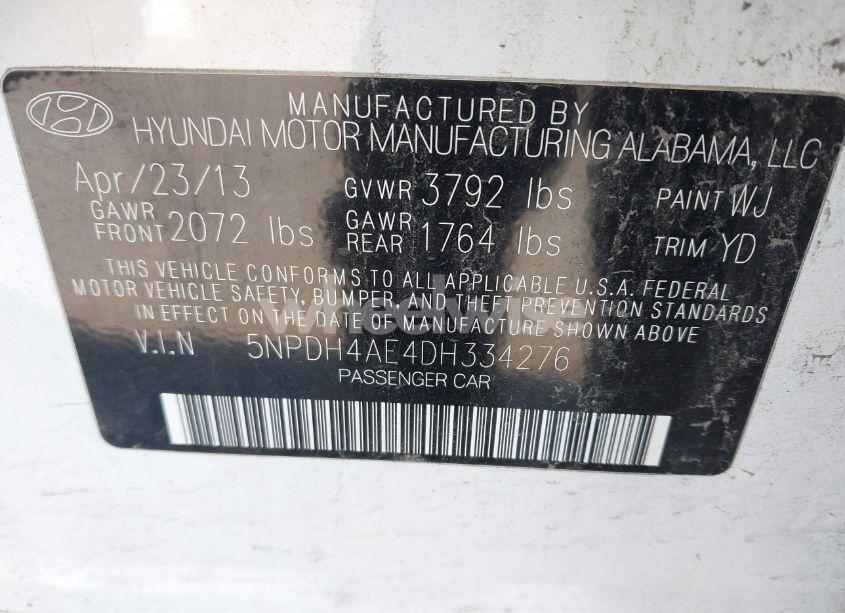 MANUFACTURED BY
HYUNDAI MOTOR MANUFACTURING ALABAMA, LLC
Apr/23/13 GVWR 3792 lbs PAINT WJ
GAWR FRONT 2072 lbs GAWR REAR 1764 lbs TRIM YD
THIS VEHICLE CONFORMS TO ALL APPLICABLE U.S.A. FEDERAL
MOTOR VEHICLE SAFETY, BUMPER, AND THEFT PREVENTION STANDARDS
IN EFFECT ON THE DATE OF MANUFACTURE SHOWN ABOVE
V.I.N 5NPDH4AE4DH334276
PASSENGER CAR